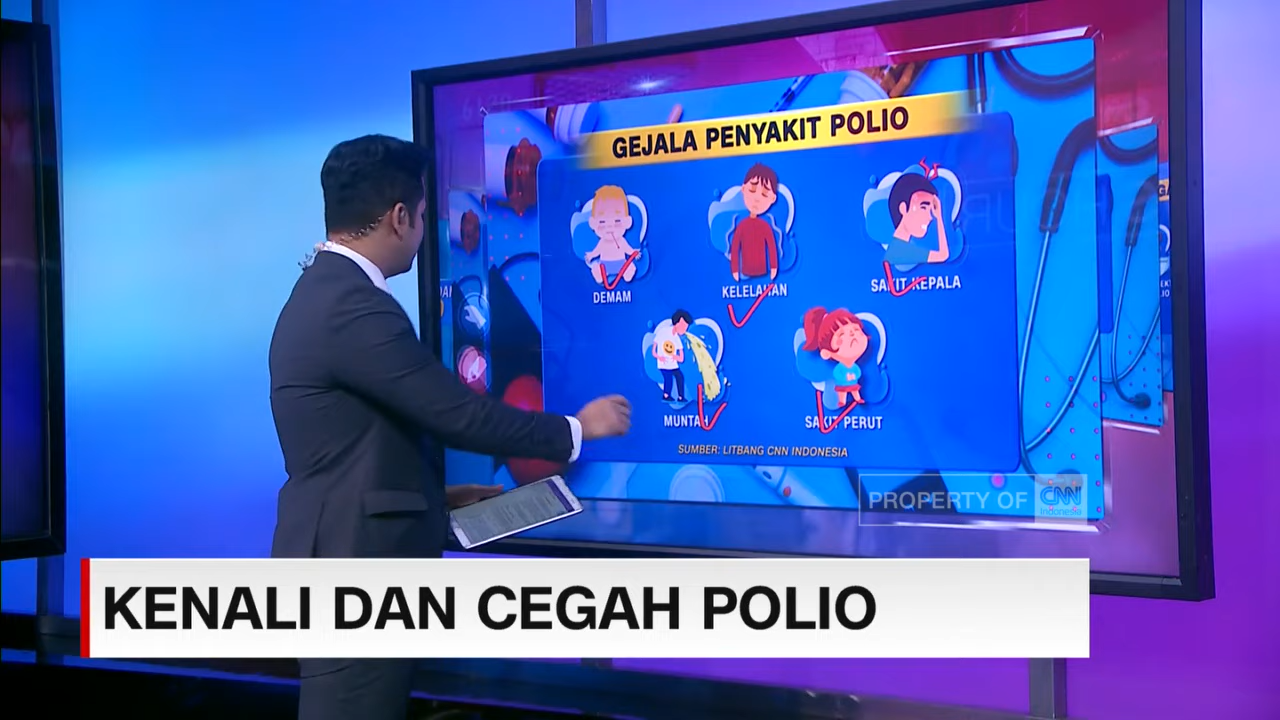 GEJALA PENYAKIT POLIO
DEMAM
KELELAHAN
SAKIT KEPALA
MUNTAH
SAKIT PERUT
SUMBER: LITBANG CNN INDONESIA
PROPERTY OF CNN Indonesia
KENALI DAN CEGAH POLIO